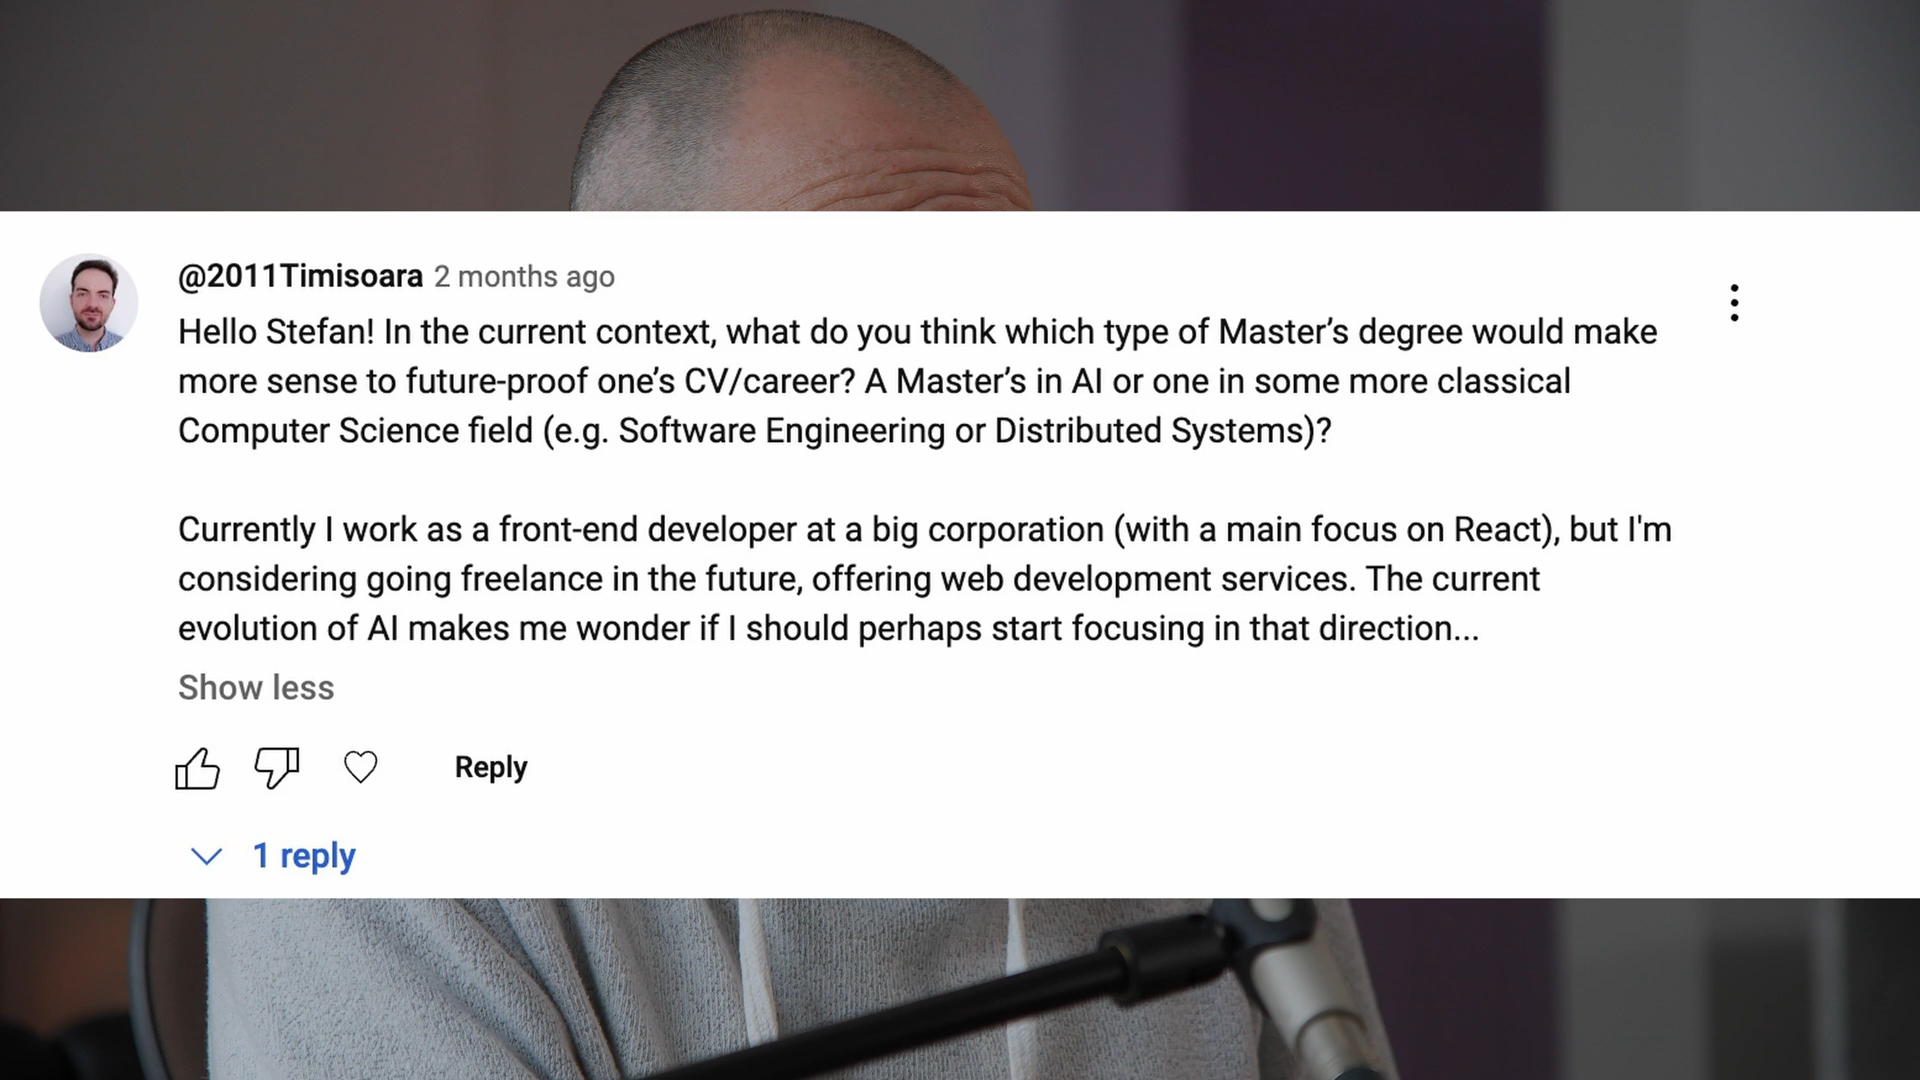 @2011Timisoara 2 months ago
Hello Stefan! In the current context, what do you think which type of Master’s degree would make
more sense to future-proof one’s CV/career? A Master’s in AI or one in some more classical
Computer Science field (e.g. Software Engineering or Distributed Systems)?
Currently I work as a front-end developer at a big corporation (with a main focus on React), but I'm
considering going freelance in the future, offering web development services. The current
evolution of AI makes me wonder if I should perhaps start focusing in that direction...
Show less
Reply
1 reply